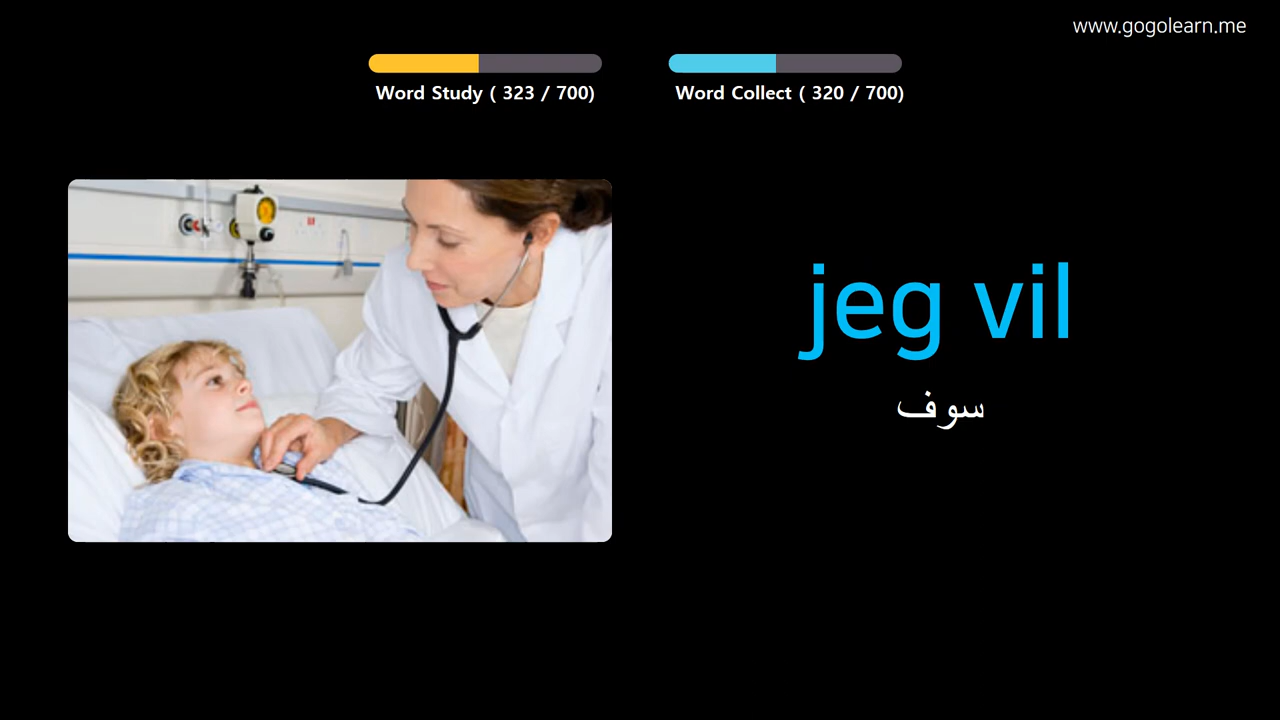 www.gogolearn.me
Word Study ( 323 / 700)
Word Collect ( 320 / 700)
jeg vil
سوف